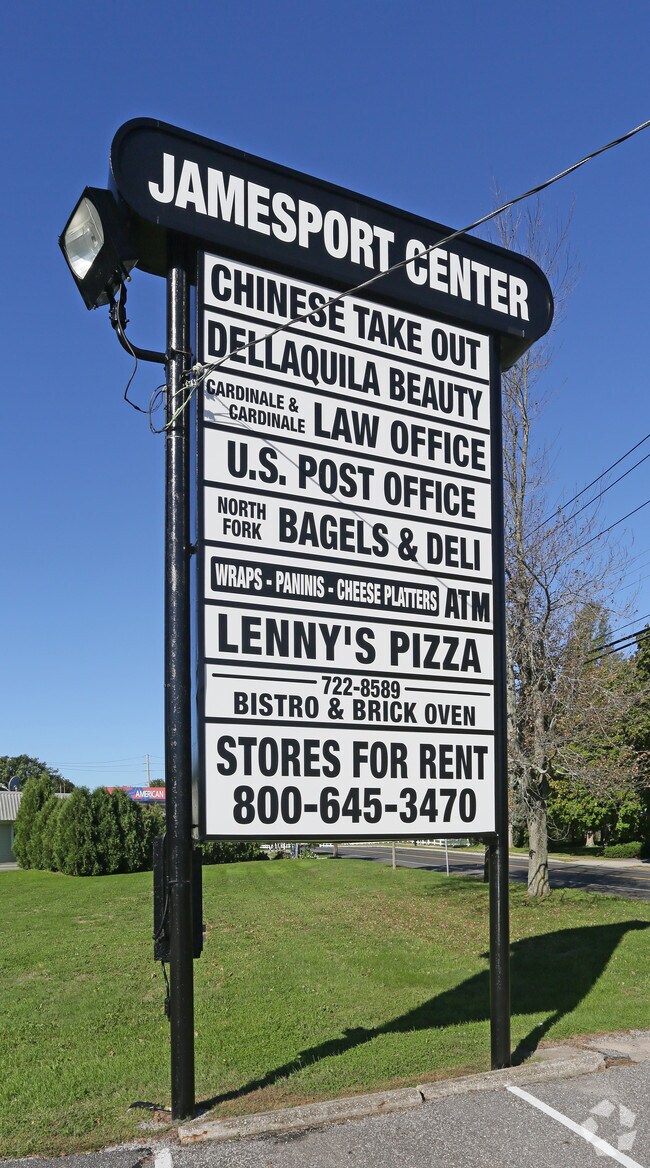 JAMESPORT CENTER
CHINESE TAKE OUT
DELLAQUILA BEAUTY
CARDINALE &
CARDINALE LAW OFFICE
U.S. POST OFFICE
NORTH
FORK BAGELS & DELI
WRAPS - PANINIS - CHEESE PLATTERS ATM
LENNY'S PIZZA
722-8589
BISTRO & BRICK OVEN
STORES FOR RENT
800-645-3470
AMERICAN